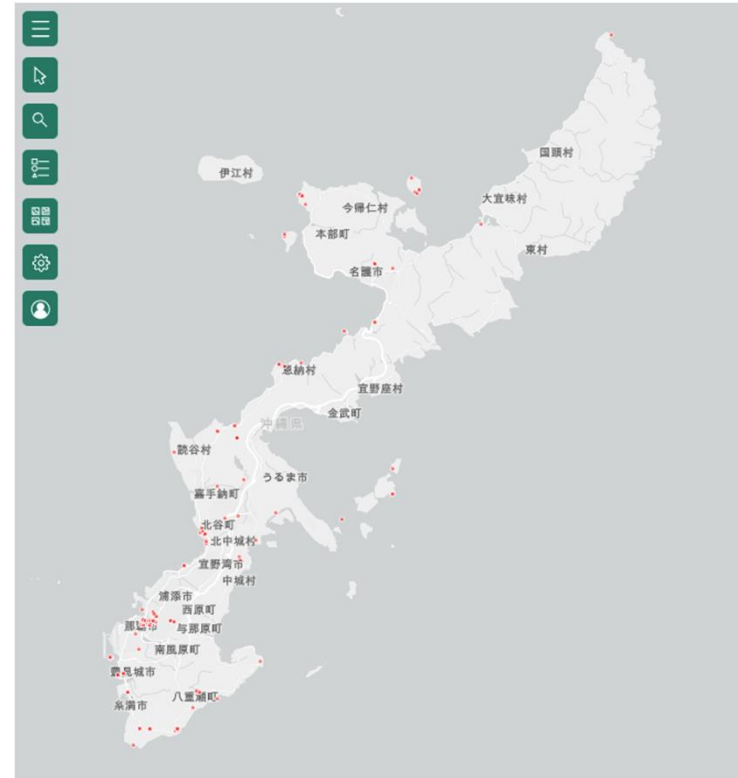 国頭村
伊江村
大宜味村
今帰仁村
本部町
東村
名護市
恩納村
宜野座村
金武町
沖縄県
読谷村
うるま市
嘉手納町
北谷町
北中城村
宜野湾市
中城村
浦添市
西原町
那覇市
与那原町
南風原町
豊見城市
八重瀬町
糸満市